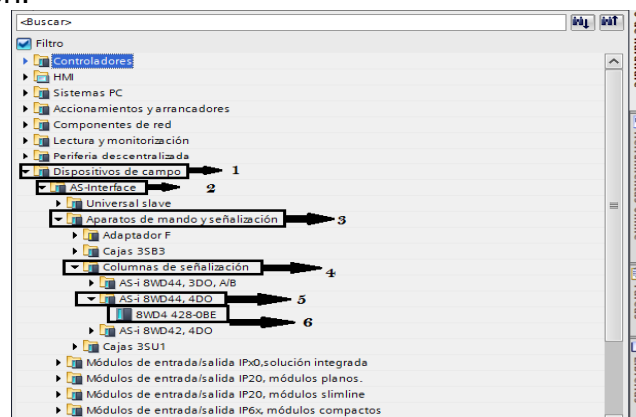 <Buscar>
Filtro
Controladores
HMI
Sistemas PC
Accionamientos y arrancadores
Componentes de red
Lectura y monitorización
Periferia descentralizada
Dispositivos de campo 1
AS-Interface 2
Universal slave
Aparatos de mando y señalización 3
Adaptador F
Cajas 3SB3
Columnas de señalización 4
AS-i 8WD44, 3DO, A/B
AS-i 8WD44, 4DO 5
8WD4 428-0BE 6
AS-i 8WD42, 4DO
Cajas 3SU1
Módulos de entrada/salida IPx0,solución integrada
Módulos de entrada/salida IP20, módulos planos.
Módulos de entrada/salida IP20, módulos slimline
Módulos de entrada/salida IP6x, módulos compactos